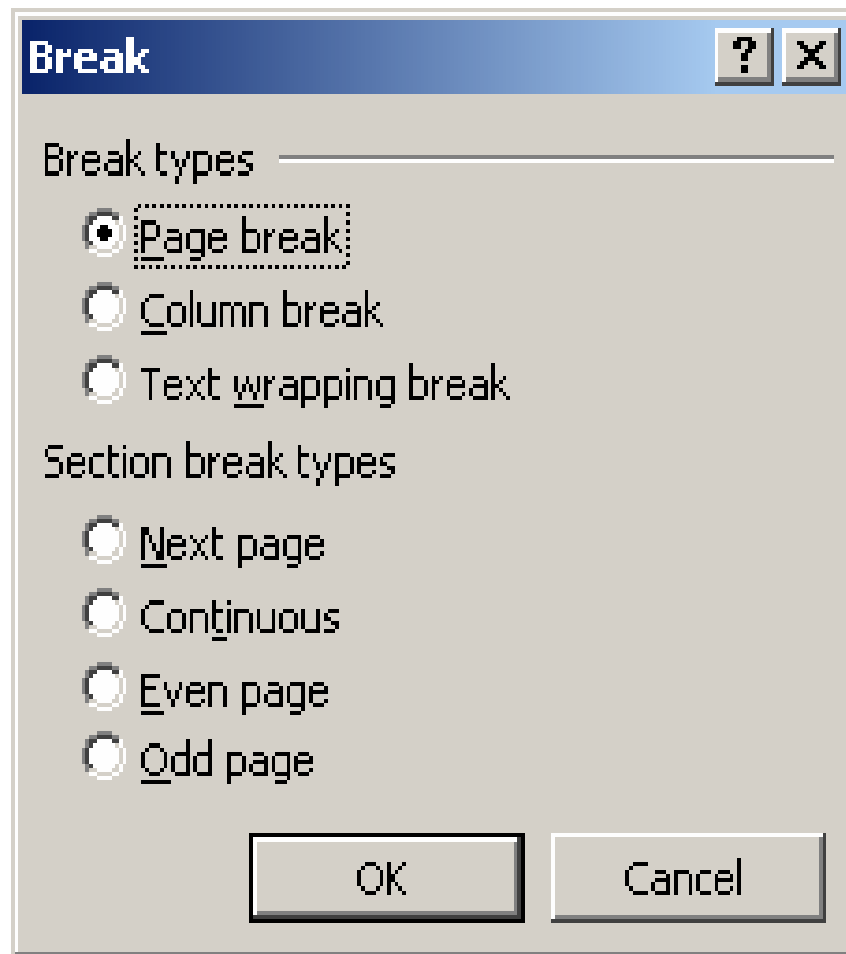 Break
Break types
Page break
Column break
Text wrapping break
Section break types
Next page
Continuous
Even page
Odd page
OK Cancel